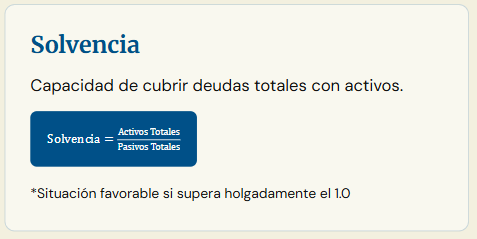 Solvencia
Capacidad de cubrir deudas totales con activos.
Solvencia = Activos Totales / Pasivos Totales
*Situación favorable si supera holgadamente el 1.0